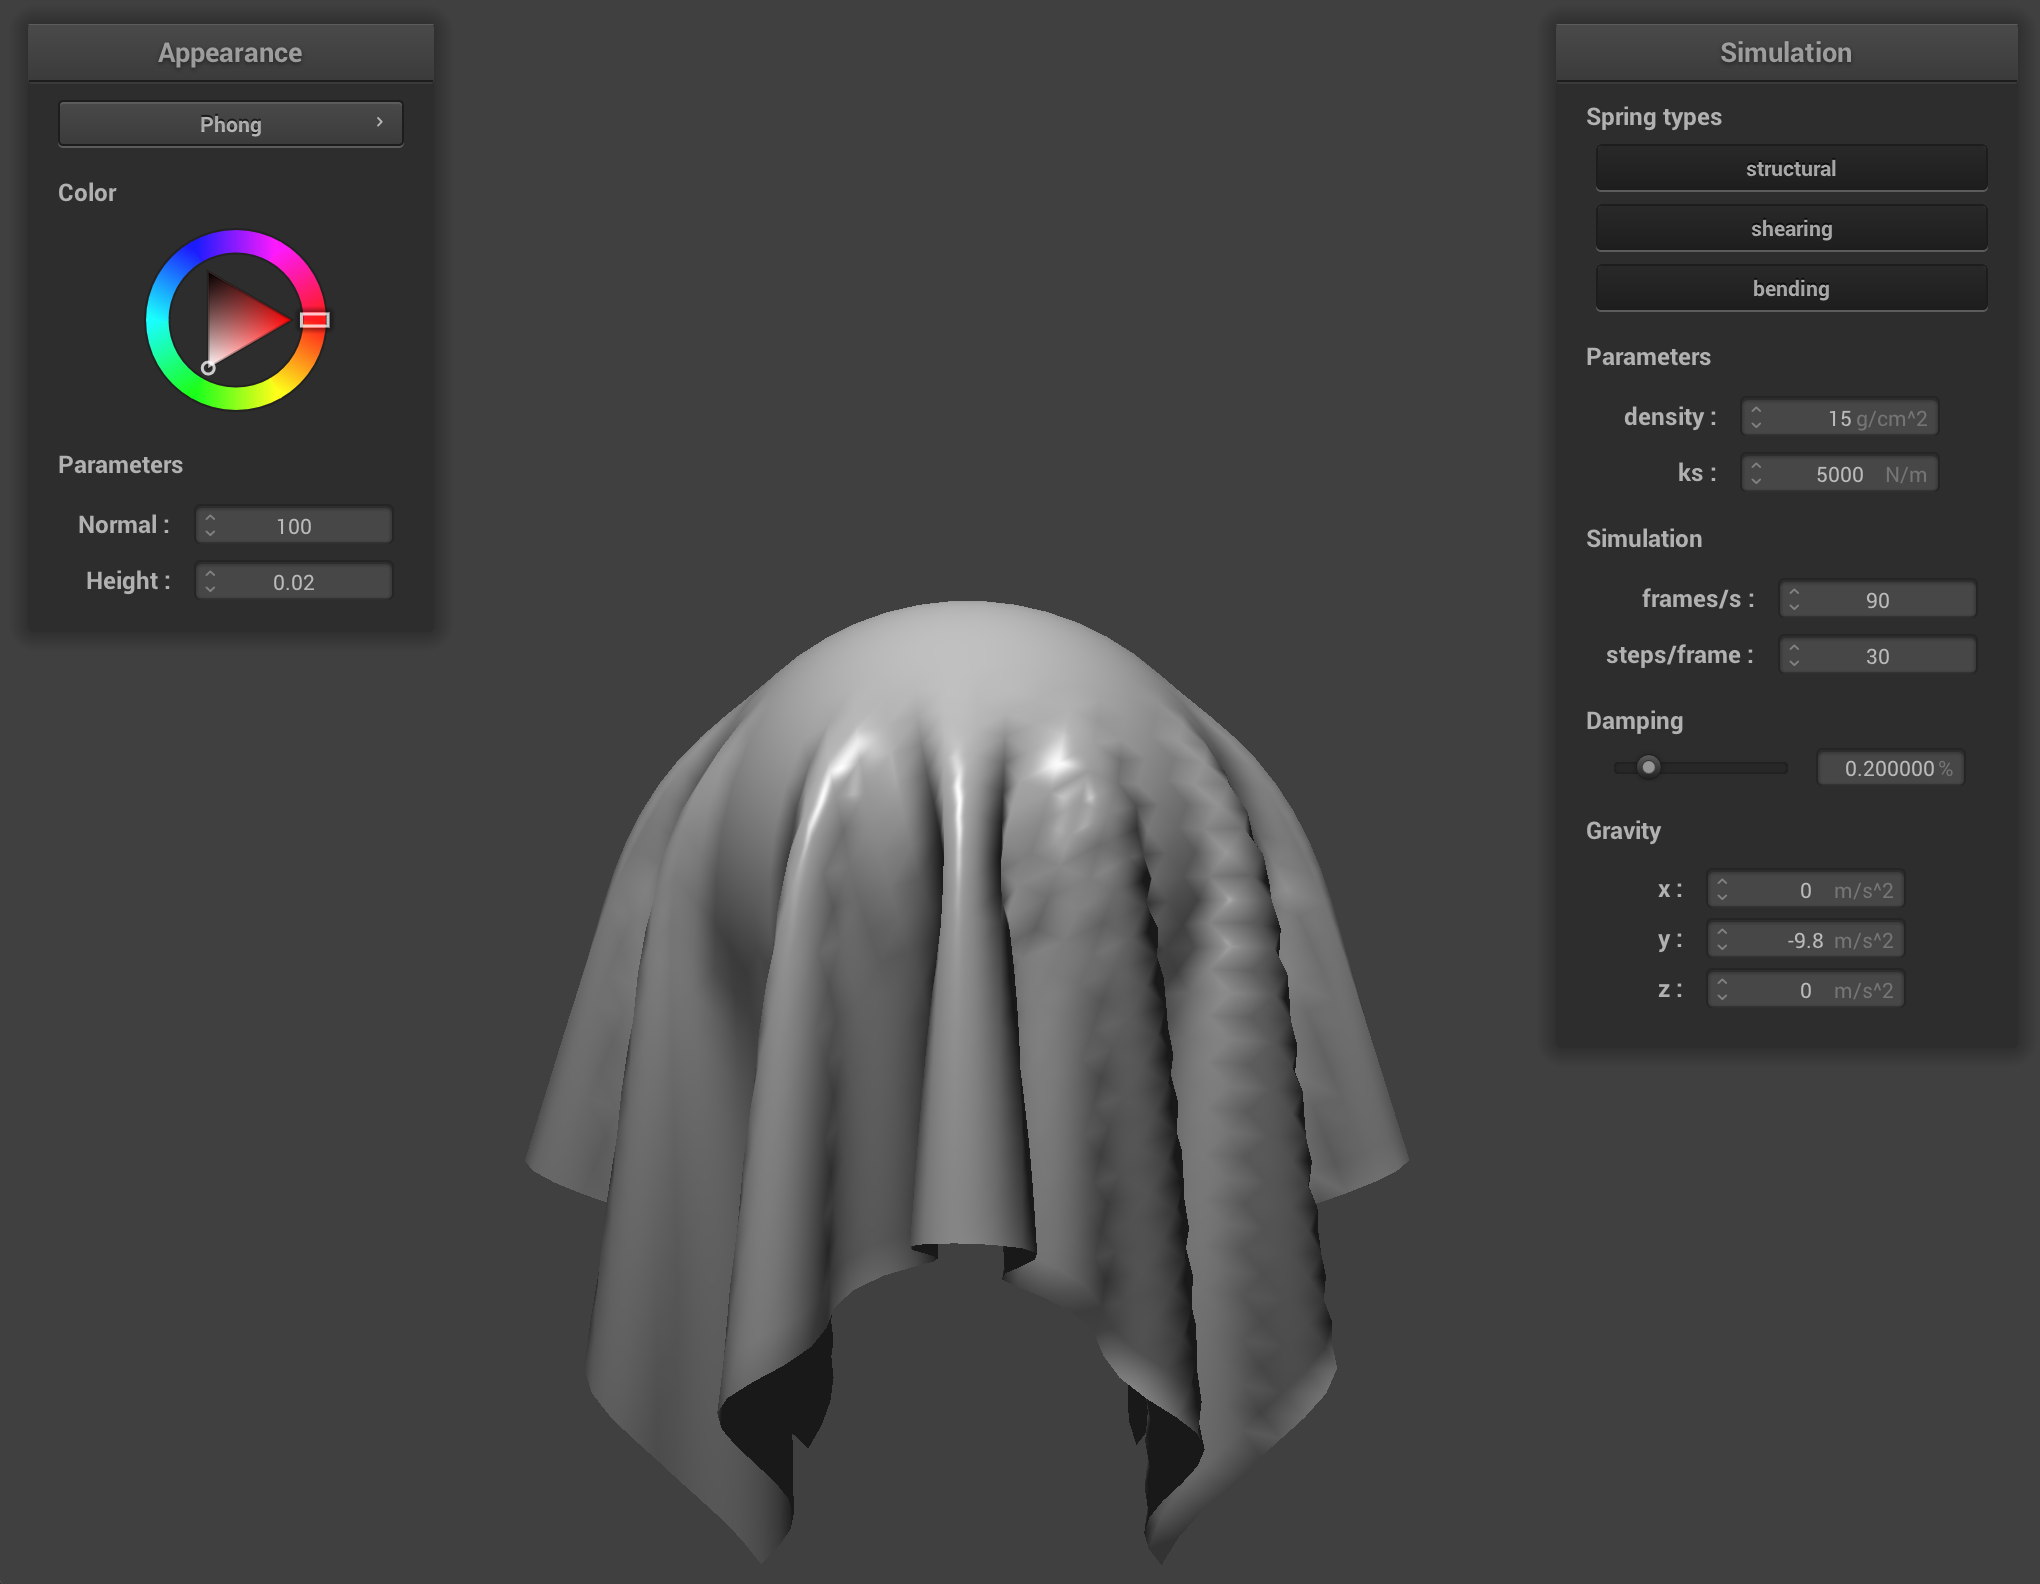 Appearance
Phong
Color
Parameters
Normal : 100
Height : 0.02
Simulation
Spring types
structural
shearing
bending
Parameters
density : 15 g/cm^2
ks : 5000 N/m
Simulation
frames/s : 90
steps/frame : 30
Damping
0.200000 %
Gravity
x : 0 m/s^2
y : -9.8 m/s^2
z : 0 m/s^2